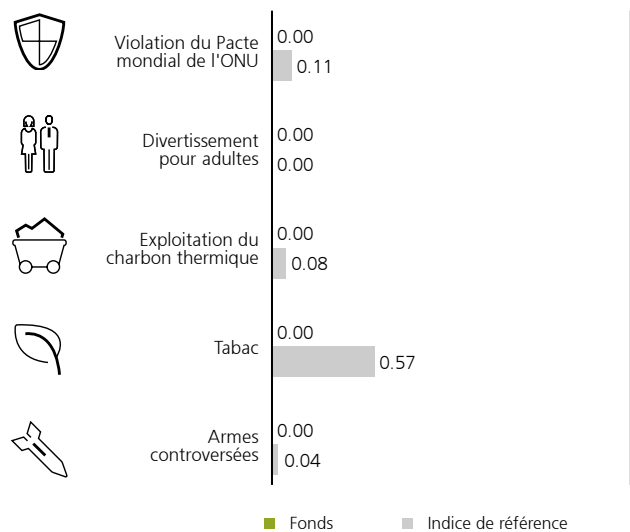 Violation du Pacte
mondial de l'ONU
0.00
0.11
Divertissement
pour adultes
0.00
0.00
Exploitation du
charbon thermique
0.00
0.08
Tabac
0.00
0.57
Armes
controversées
0.00
0.04
Fonds
Indice de référence